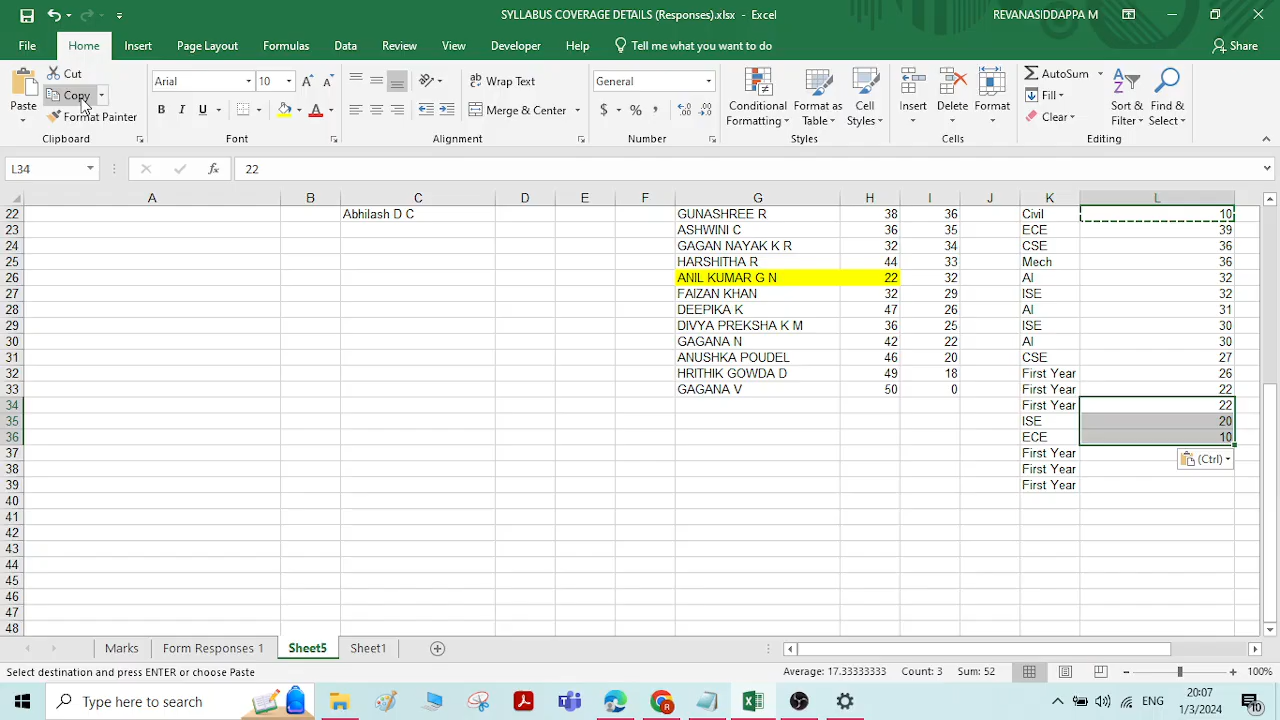 SYLLABUS COVERAGE DETAILS (Responses).xlsx - Excel
REVANASIDDAPPA M
File Home Insert Page Layout Formulas Data Review View Developer Help Tell me what you want to do Share
Paste
Cut
Copy
Format Painter
Clipboard
Arial 10
B I U
Font
Wrap Text
Merge & Center
Alignment
General
$ %
Number
Conditional Formatting
Format as Table
Cell Styles
Styles
Insert Delete Format
Cells
AutoSum
Fill
Clear
Sort & Filter
Find & Select
Editing
L34 fx 22
A B C D E F G H I J K L
22 Abhilash D C GUNASHREE R 38 36 Civil 10
23 ASHWINI C 36 35 ECE 39
24 GAGAN NAYAK K R 32 34 CSE 36
25 HARSHITHA R 44 33 Mech 36
26 ANIL KUMAR G N 22 32 AI 32
27 FAIZAN KHAN 32 29 ISE 32
28 DEEPIKA K 47 26 AI 31
29 DIVYA PREKSHA K M 36 25 ISE 30
30 GAGANA N 42 22 AI 30
31 ANUSHKA POUDEL 46 20 CSE 27
32 HRITHIK GOWDA D 49 18 First Year 26
33 GAGANA V 50 0 First Year 22
34 First Year 22
35 ISE 20
36 ECE 10
37 First Year (Ctrl)
38 First Year
39 First Year
40
41
42
43
44
45
46
47
48
Marks Form Responses 1 Sheet5 Sheet1
Select destination and press ENTER or choose Paste Average: 17.33333333 Count: 3 Sum: 52 100%
Type here to search ENG 20:07
1/3/2024 10